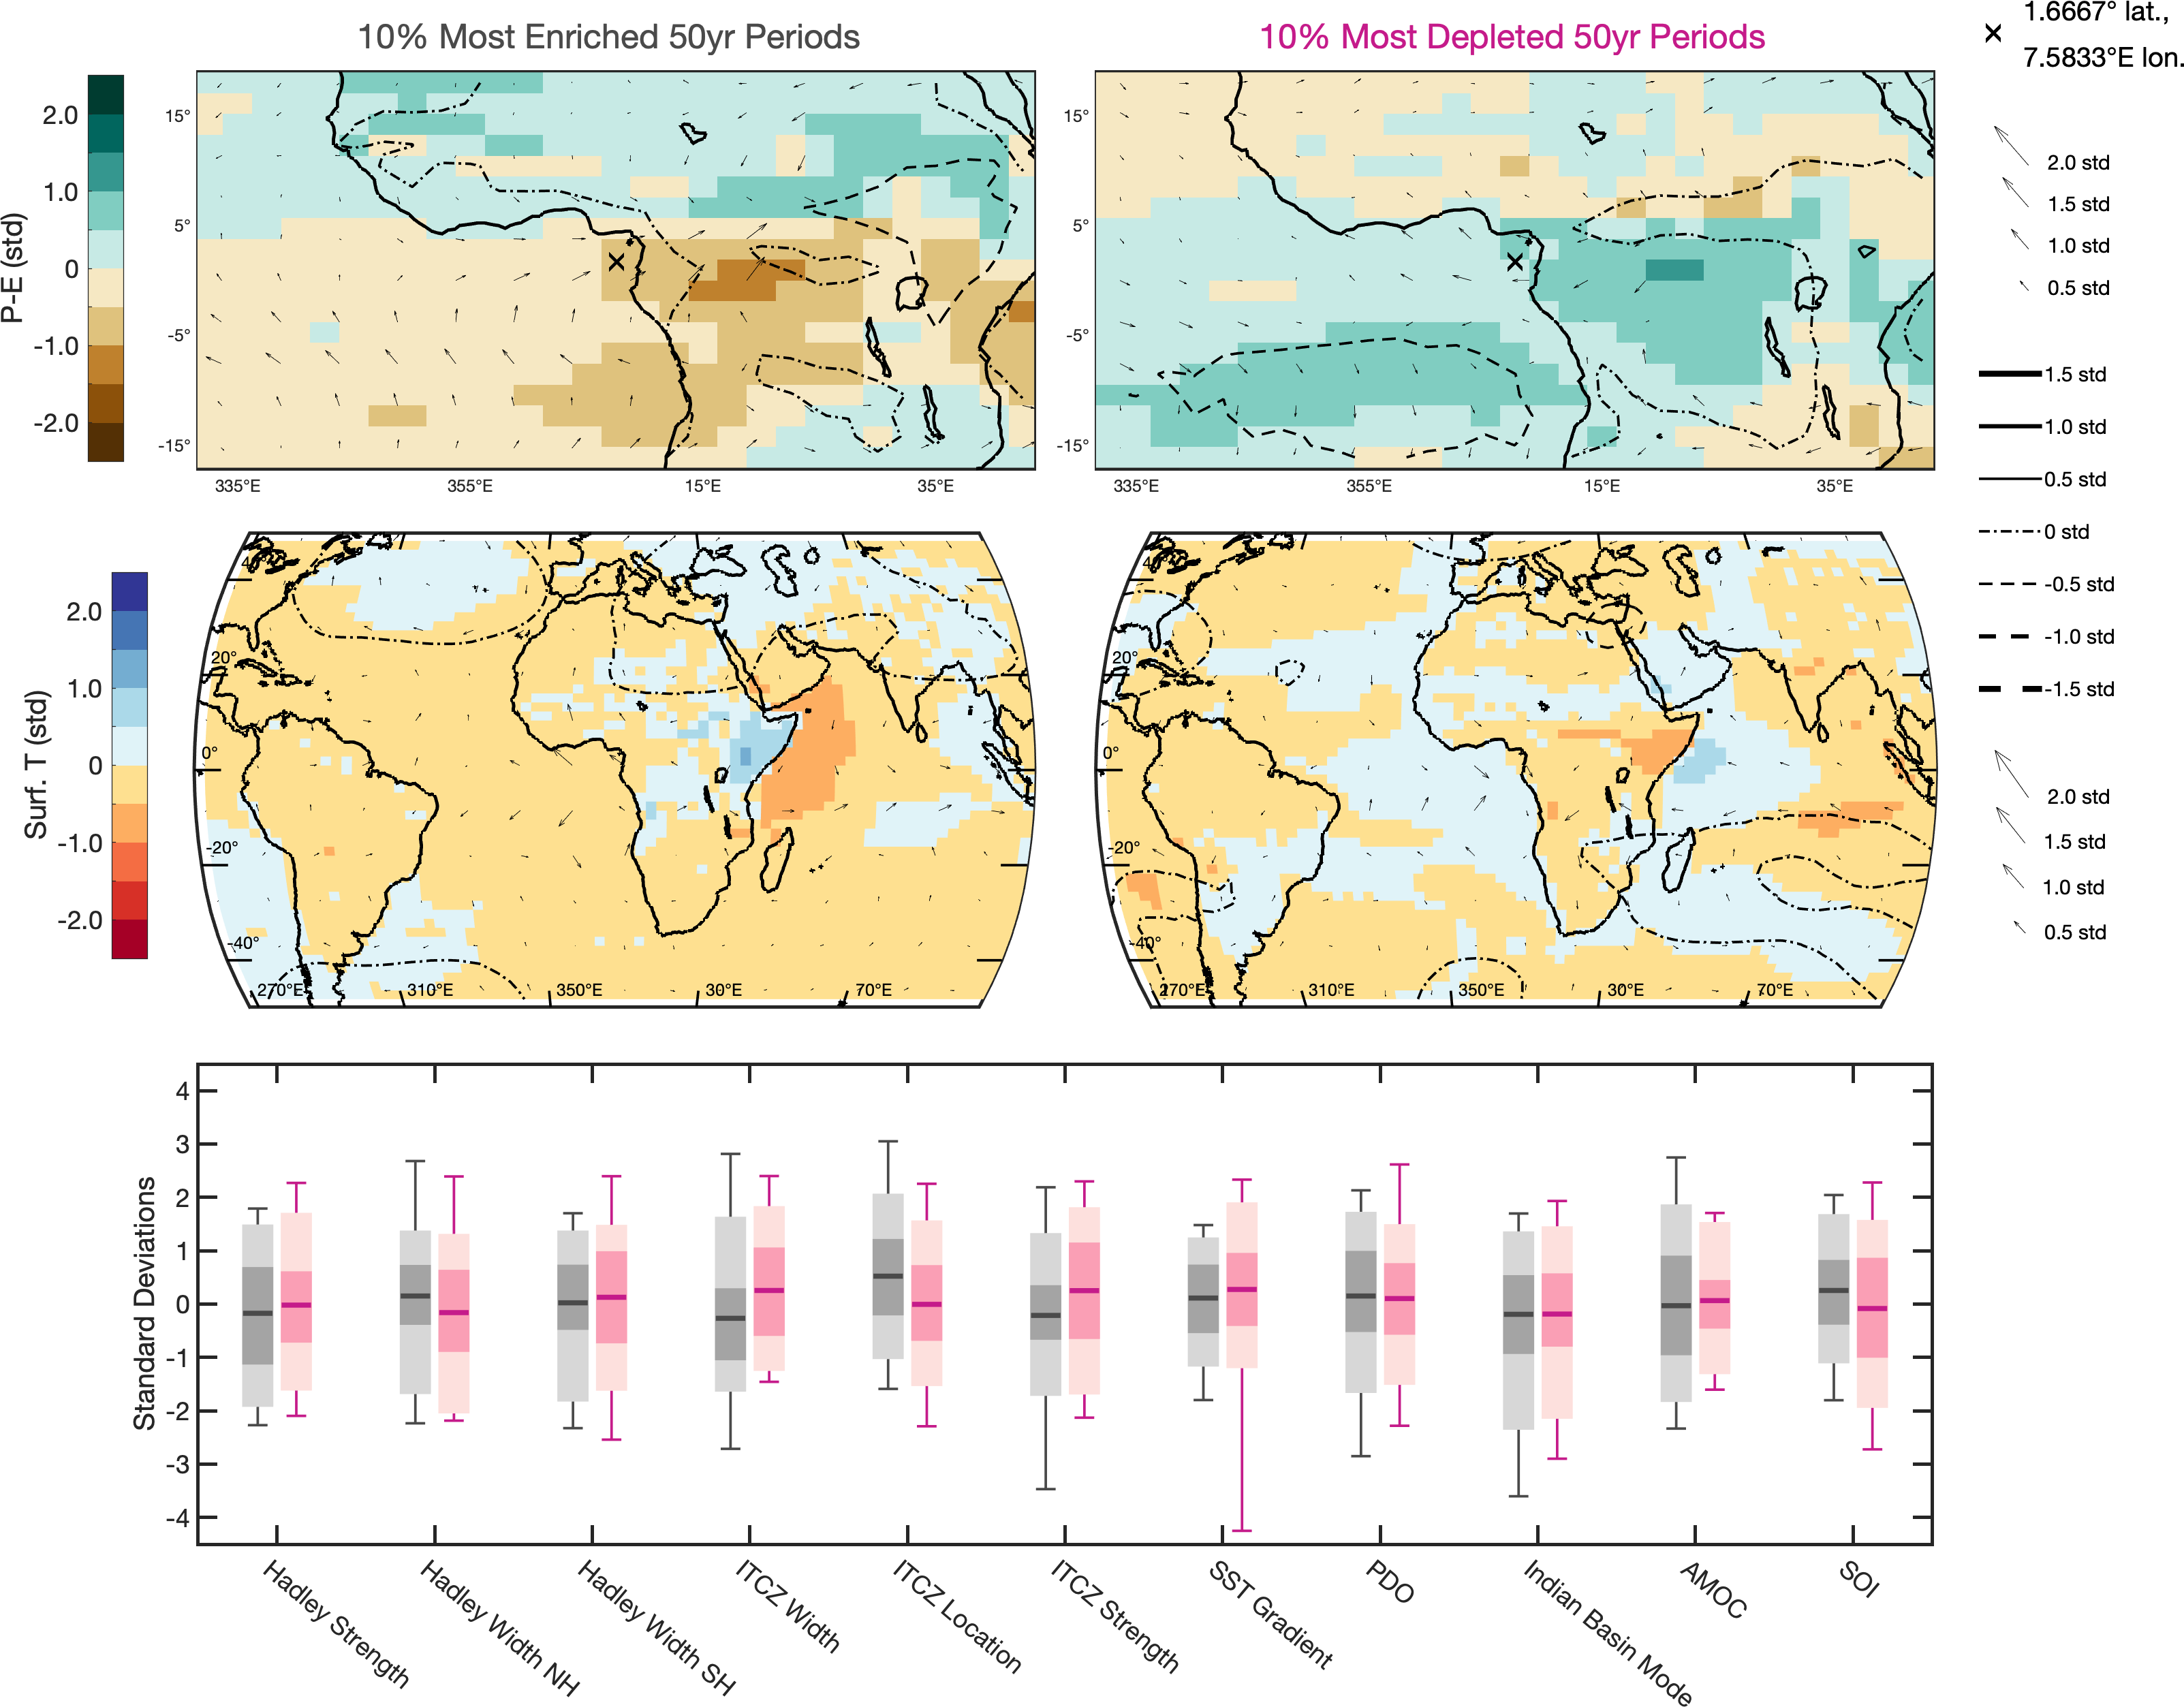 10% Most Enriched 50yr Periods
10% Most Depleted 50yr Periods
1.6667° lat.,
7.5833°E lon.
P-E (std)
2.0
1.0
0
-1.0
-2.0
15°
5°
-5°
-15°
335°E
355°E
15°E
35°E
15°
5°
-5°
-15°
335°E
355°E
15°E
35°E
2.0 std
1.5 std
1.0 std
0.5 std
1.5 std
1.0 std
0.5 std
0 std
-0.5 std
-1.0 std
-1.5 std
Surf. T (std)
2.0
1.0
0
-1.0
-2.0
40°
20°
0°
-20°
-40°
270°E
310°E
350°E
30°E
70°E
40°
20°
0°
-20°
-40°
270°E
310°E
350°E
30°E
70°E
2.0 std
1.5 std
1.0 std
0.5 std
Standard Deviations
4
3
2
1
0
-1
-2
-3
-4
Hadley Strength
Hadley Width NH
Hadley Width SH
ITCZ Width
ITCZ Location
ITCZ Strength
SST Gradient
PDO
Indian Basin Mode
AMOC
SOI